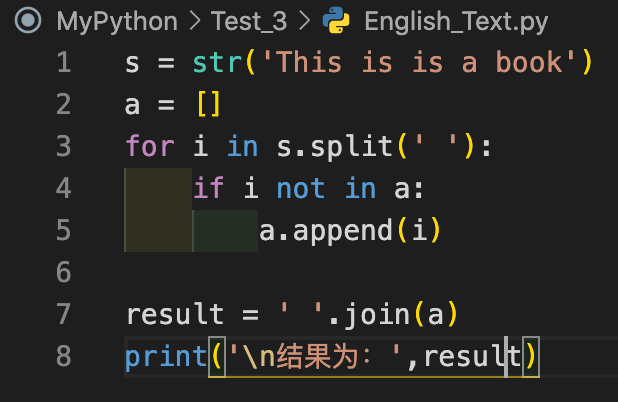 MyPython > Test_3 > English_Text.py
1 s = str('This is is a book')
2 a = []
3 for i in s.split(' '):
4     if i not in a:
5         a.append(i)
6
7 result = ' '.join(a)
8 print('\n结果为：',result)